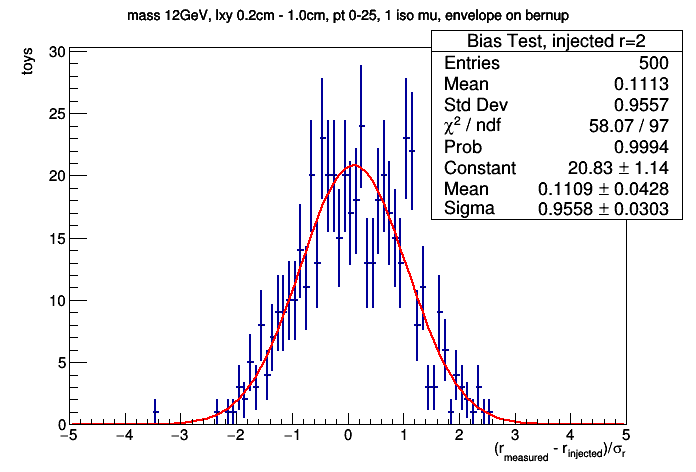 mass 12GeV, lxy 0.2cm - 1.0cm, pt 0-25, 1 iso mu, envelope on bernup
toys
Bias Test, injected r=2
Entries 500
Mean 0.1113
Std Dev 0.9557
χ² / ndf 58.07 / 97
Prob 0.9994
Constant 20.83 ± 1.14
Mean 0.1109 ± 0.0428
Sigma 0.9558 ± 0.0303
30
25
20
15
10
5
0
−5 −4 −3 −2 −1 0 1 2 3 4 5
(r_measured - r_injected)/σ_r